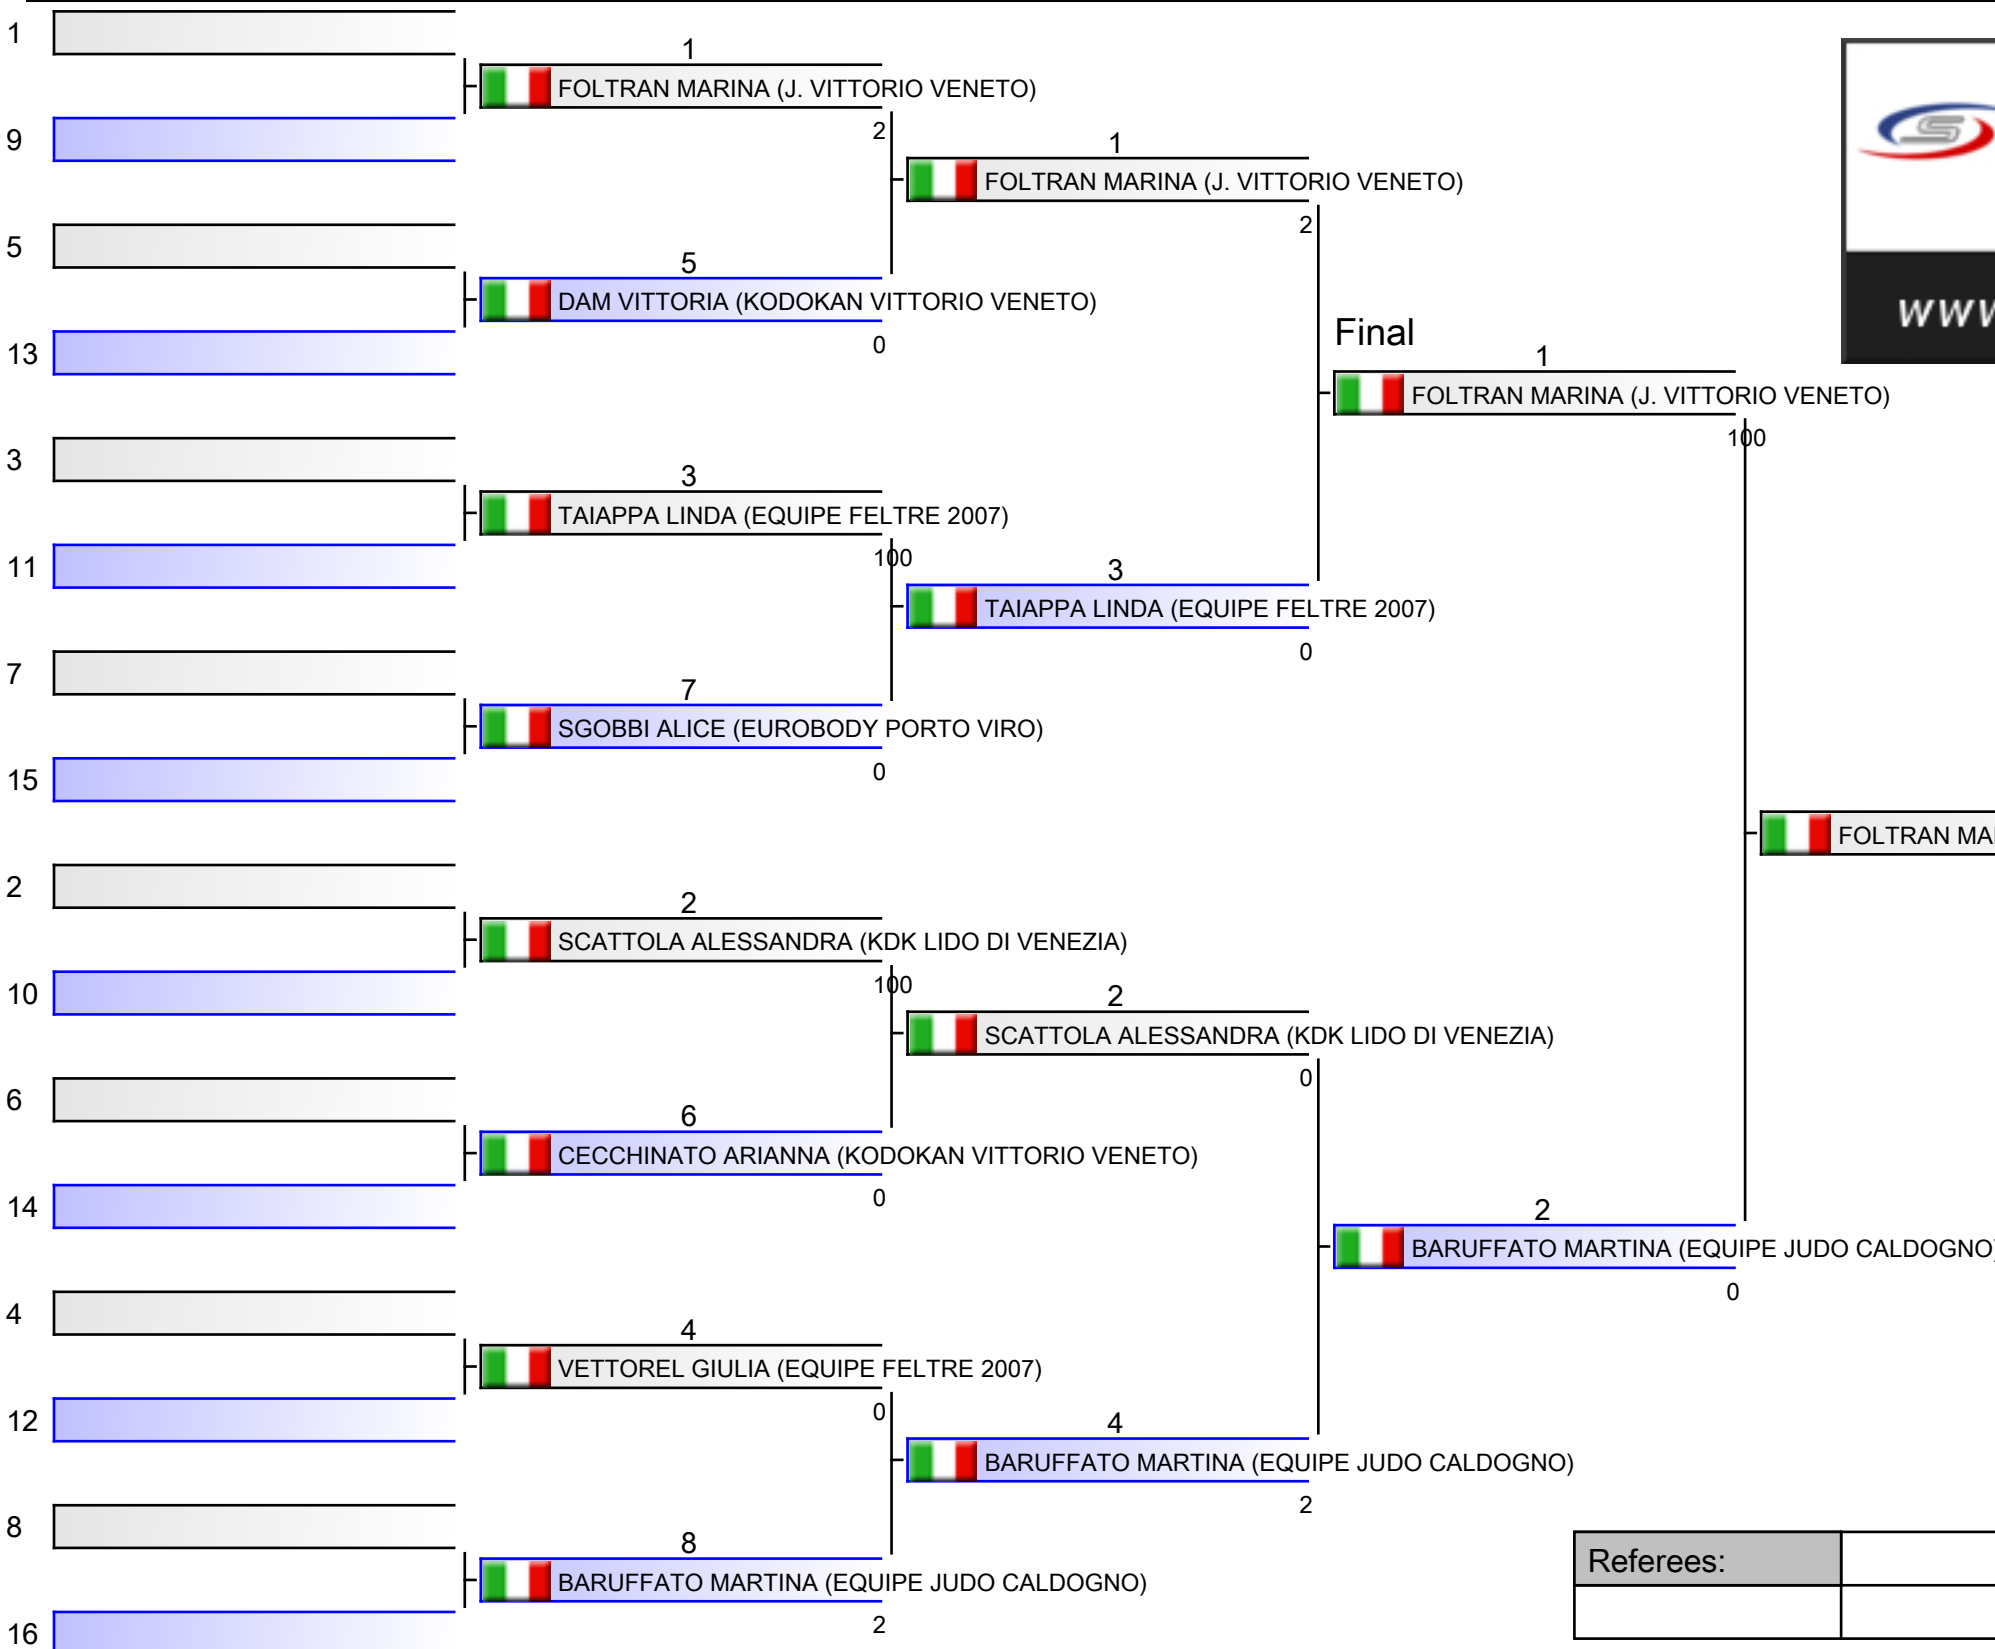 1
9
5
13
3
11
7
15
2
10
6
14
4
12
8
16
1
FOLTRAN MARINA (J. VITTORIO VENETO)
2
5
DAM VITTORIA (KODOKAN VITTORIO VENETO)
0
3
TAIAPPA LINDA (EQUIPE FELTRE 2007)
100
7
SGOBBI ALICE (EUROBODY PORTO VIRO)
0
2
SCATTOLA ALESSANDRA (KDK LIDO DI VENEZIA)
100
6
CECCHINATO ARIANNA (KODOKAN VITTORIO VENETO)
0
4
VETTOREL GIULIA (EQUIPE FELTRE 2007)
0
8
BARUFFATO MARTINA (EQUIPE JUDO CALDOGNO)
2
1
FOLTRAN MARINA (J. VITTORIO VENETO)
2
3
TAIAPPA LINDA (EQUIPE FELTRE 2007)
0
2
SCATTOLA ALESSANDRA (KDK LIDO DI VENEZIA)
0
4
BARUFFATO MARTINA (EQUIPE JUDO CALDOGNO)
2
Final
1
FOLTRAN MARINA (J. VITTORIO VENETO)
100
2
BARUFFATO MARTINA (EQUIPE JUDO CALDOGNO)
0
FOLTRAN MA
S
www
Referees: